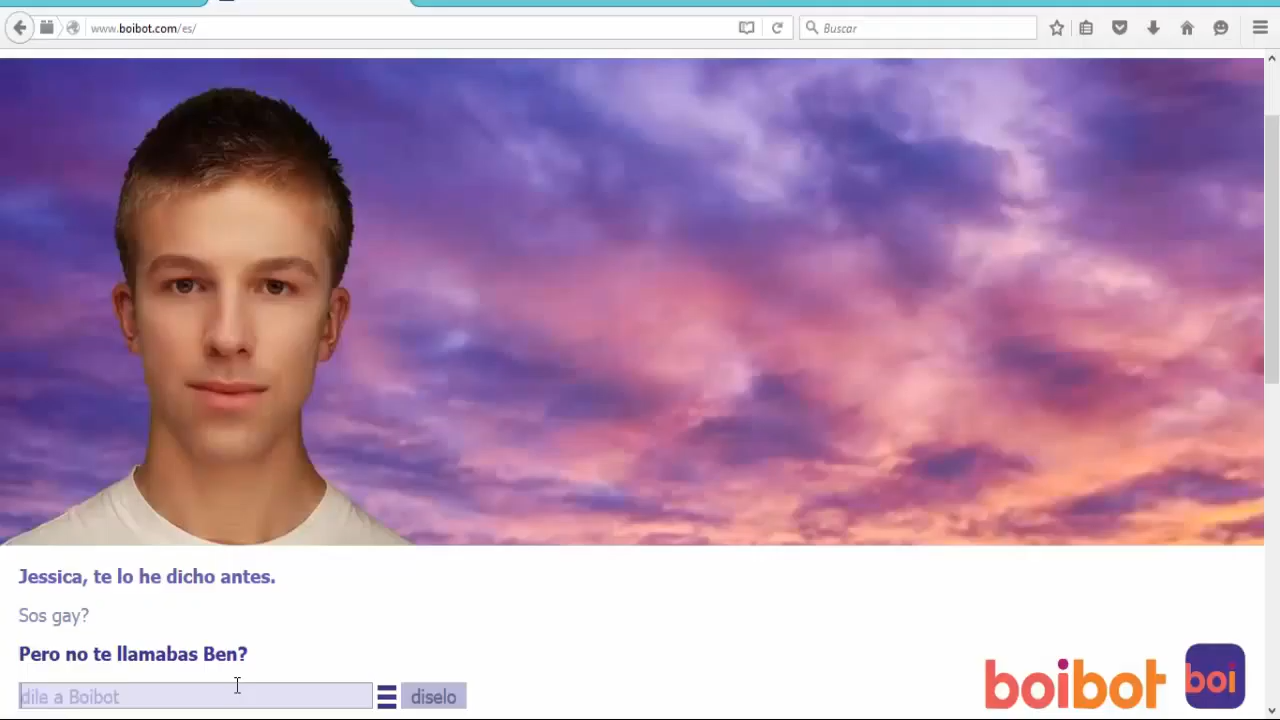 www.boibot.com/es/
Buscar
Jessica, te lo he dicho antes.
Sos gay?
Pero no te llamabas Ben?
dile a Boibot
diselo
boibot
boi